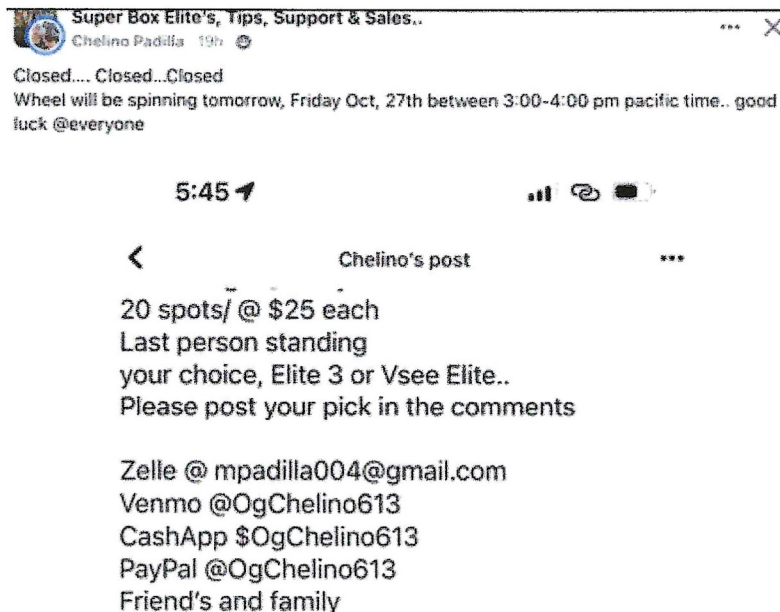 Super Box Elite's, Tips, Support & Sales..
Chelino Padilla 19h
Closed.... Closed...Closed
Wheel will be spinning tomorrow, Friday Oct, 27th between 3:00-4:00 pm pacific time.. good
luck @everyone
5:45
Chelino's post
20 spots/ @ $25 each
Last person standing
your choice, Elite 3 or Vsee Elite..
Please post your pick in the comments
Zelle @ mpadilla004@gmail.com
Venmo @OgChelino613
CashApp $OgChelino613
PayPal @OgChelino613
Friend's and family